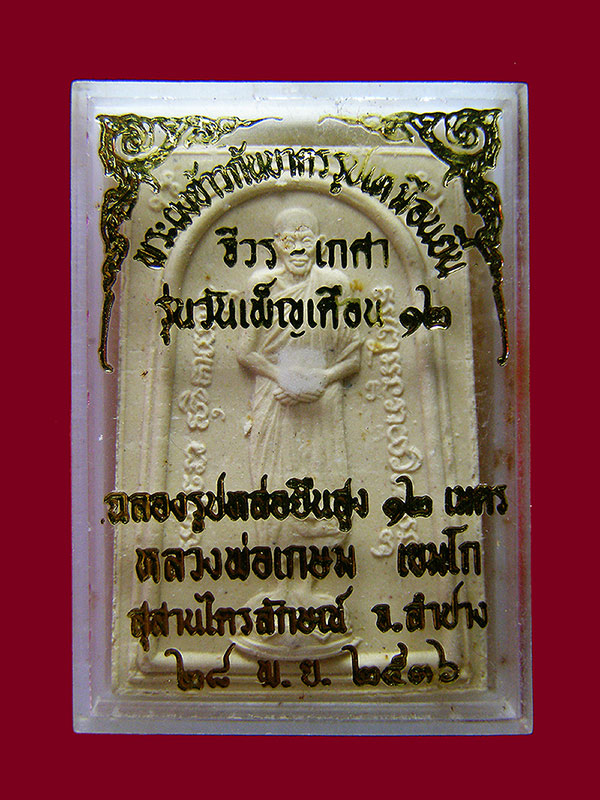 พระผงข้าวก้นบาตรรูปเหมือนยืน
จีวร - เกศา
รุ่นวันเพ็ญเดือน ๑๒
ฉลองรูปหล่อยืนสูง ๑๒ เมตร
หลวงพ่อเกษม เขมโก
สุสานไตรลักษณ์ จ.ลำปาง
๒๘ พ.ย. ๒๕๓๖